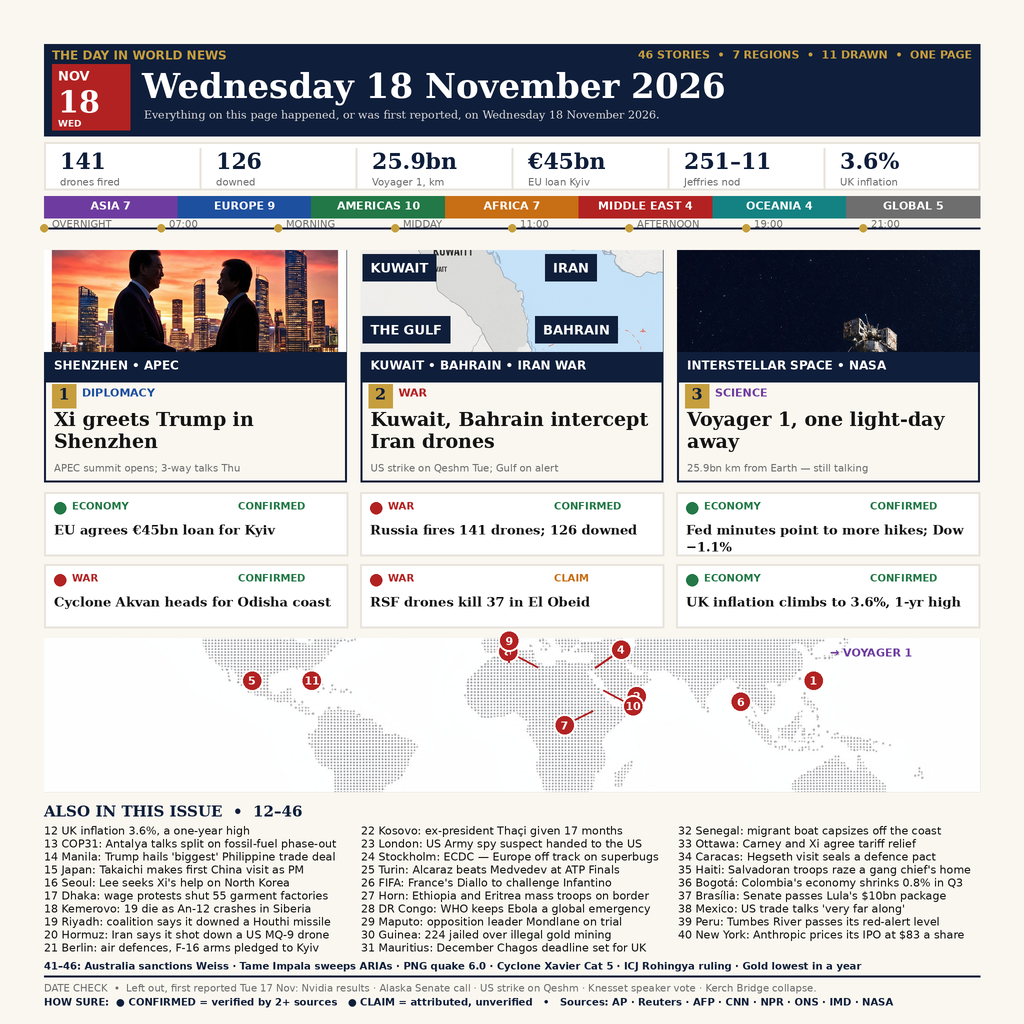 THE DAY IN WORLD NEWS
46 STORIES • 7 REGIONS • 11 DRAWN • ONE PAGE
NOV
18
WED
Wednesday 18 November 2026
Everything on this page happened, or was first reported, on Wednesday 18 November 2026.
141
drones fired
126
downed
25.9bn
Voyager 1, km
€45bn
EU loan Kyiv
251–11
Jeffries nod
3.6%
UK inflation
ASIA 7
EUROPE 9
AMERICAS 10
AFRICA 7
MIDDLE EAST 4
OCEANIA 4
GLOBAL 5
OVERNIGHT
07:00
MORNING
MIDDAY
11:00
AFTERNOON
19:00
21:00
KUWAIT
IRAN
THE GULF
BAHRAIN
SHENZHEN • APEC
KUWAIT • BAHRAIN • IRAN WAR
INTERSTELLAR SPACE • NASA
1 DIPLOMACY
Xi greets Trump in
Shenzhen
APEC summit opens; 3-way talks Thu
2 WAR
Kuwait, Bahrain intercept
Iran drones
US strike on Qeshm Tue; Gulf on alert
3 SCIENCE
Voyager 1, one light-day
away
25.9bn km from Earth — still talking
ECONOMY CONFIRMED
EU agrees €45bn loan for Kyiv
WAR CONFIRMED
Russia fires 141 drones; 126 downed
ECONOMY CONFIRMED
Fed minutes point to more hikes; Dow
−1.1%
WAR CONFIRMED
Cyclone Akvan heads for Odisha coast
WAR CLAIM
RSF drones kill 37 in El Obeid
ECONOMY CONFIRMED
UK inflation climbs to 3.6%, 1-yr high
9
4
→ VOYAGER 1
5
11
1
6
10
7
ALSO IN THIS ISSUE • 12–46
12 UK inflation 3.6%, a one-year high
13 COP31: Antalya talks split on fossil-fuel phase-out
14 Manila: Trump hails 'biggest' Philippine trade deal
15 Japan: Takaichi makes first China visit as PM
16 Seoul: Lee seeks Xi's help on North Korea
17 Dhaka: wage protests shut 55 garment factories
18 Kemerovo: 19 die as An-12 crashes in Siberia
19 Riyadh: coalition says it downed a Houthi missile
20 Hormuz: Iran says it shot down a US MQ-9 drone
21 Berlin: air defences, F-16 arms pledged to Kyiv
22 Kosovo: ex-president Thaçi given 17 months
23 London: US Army spy suspect handed to the US
24 Stockholm: ECDC — Europe off track on superbugs
25 Turin: Alcaraz beats Medvedev at ATP Finals
26 FIFA: France's Diallo to challenge Infantino
27 Horn: Ethiopia and Eritrea mass troops on border
28 DR Congo: WHO keeps Ebola a global emergency
29 Maputo: opposition leader Mondlane on trial
30 Guinea: 224 jailed over illegal gold mining
31 Mauritius: December Chagos deadline set for UK
32 Senegal: migrant boat capsizes off the coast
33 Ottawa: Carney and Xi agree tariff relief
34 Caracas: Hegseth visit seals a defence pact
35 Haiti: Salvadoran troops raze a gang chief's home
36 Bogotá: Colombia's economy shrinks 0.8% in Q3
37 Brasília: Senate passes Lula's $10bn package
38 Mexico: US trade talks 'very far along'
39 Peru: Tumbes River passes its red-alert level
40 New York: Anthropic prices its IPO at $83 a share
41–46: Australia sanctions Weiss · Tame Impala sweeps ARIAs · PNG quake 6.0 · Cyclone Xavier Cat 5 · ICJ Rohingya ruling · Gold lowest in a year
DATE CHECK • Left out, first reported Tue 17 Nov: Nvidia results · Alaska Senate call · US strike on Qeshm · Knesset speaker vote · Kerch Bridge collapse.
HOW SURE: ● CONFIRMED = verified by 2+ sources ● CLAIM = attributed, unverified • Sources: AP · Reuters · AFP · CNN · NPR · ONS · IMD · NASA